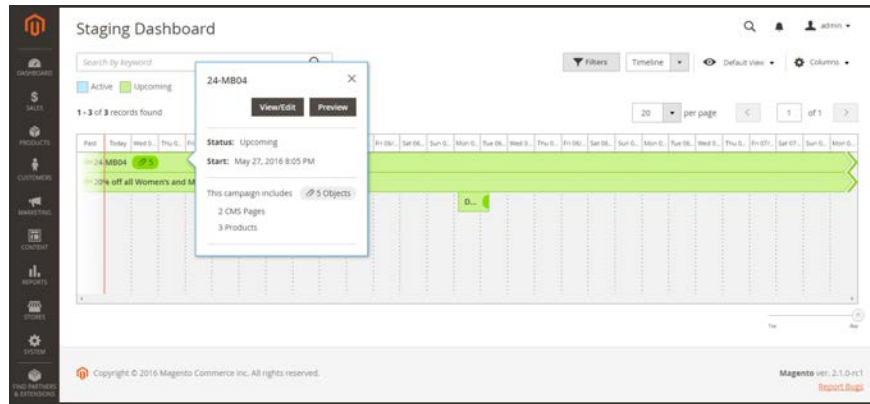 Staging Dashboard
admin
Search by keyword
Filters
Timeline
Default View
Columns
Active
Upcoming
1 - 3 of 3 records found
20
per page
1
of 1
Past
Today
24-MB04
5
20% off all Women's and M
D...
24-MB04
View/Edit
Preview
Status: Upcoming
Start: May 27, 2016 8:05 PM
This campaign includes
5 Objects
2 CMS Pages
3 Products
DASHBOARD
SALES
PRODUCTS
CUSTOMERS
MARKETING
CONTENT
REPORTS
STORES
SYSTEM
FIND PARTNERS
& EXTENSIONS
1w
4w
Copyright © 2016 Magento Commerce Inc. All rights reserved.
Magento ver. 2.1.0-rc1
Report Bugs